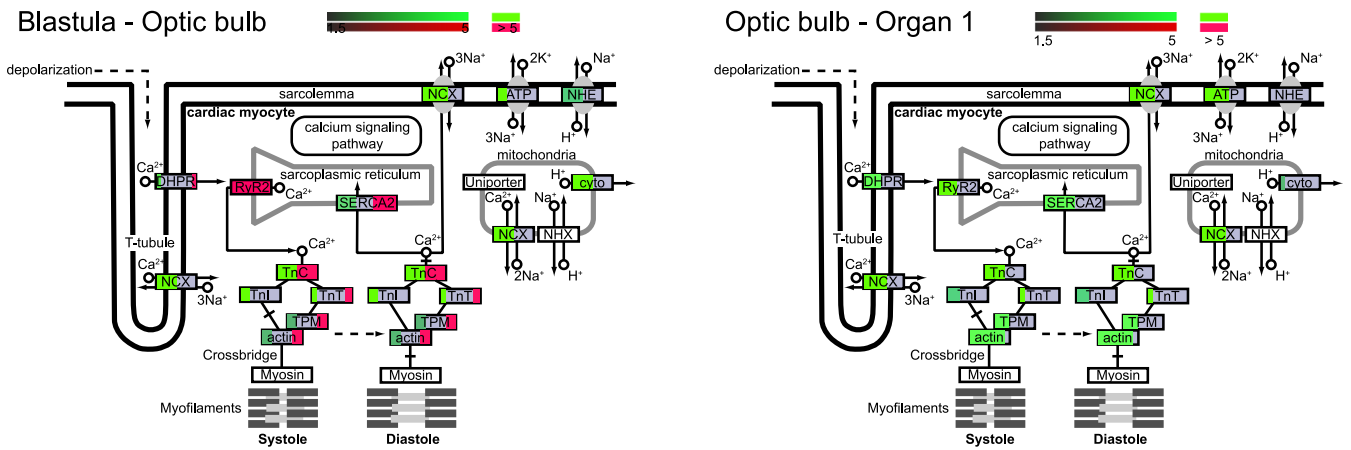 Blastula - Optic bulb
1.5
5
> 5
depolarization
3Na⁺
2K⁺
Na⁺
sarcolemma
NCX
ATP
NHE
cardiac myocyte
3Na⁺
H⁺
calcium signaling
pathway
mitochondria
Ca²⁺
sarcoplasmic reticulum
H⁺
DHPR
RyR2
Ca²⁺
Uniporter
cyto
SERCA2
Ca²⁺
Na⁺
T-tubule
Ca²⁺
Ca²⁺
NCX
NHX
Ca²⁺
TnC
TnC
2Na⁺
H⁺
NCX
3Na⁺
TnI
TnT
TnI
TnT
TPM
TPM
actin
actin
Crossbridge
Myosin
Myosin
Myofilaments
Systole
Diastole
Optic bulb - Organ 1
1.5
5
> 5
depolarization
3Na⁺
2K⁺
Na⁺
sarcolemma
NCX
ATP
NHE
cardiac myocyte
3Na⁺
H⁺
calcium signaling
pathway
mitochondria
Ca²⁺
sarcoplasmic reticulum
H⁺
DHPR
RyR2
Ca²⁺
Uniporter
cyto
SERCA2
Ca²⁺
Na⁺
T-tubule
Ca²⁺
Ca²⁺
NCX
NHX
Ca²⁺
TnC
TnC
2Na⁺
H⁺
NCX
3Na⁺
TnI
TnT
TnI
TnT
TPM
TPM
actin
actin
Crossbridge
Myosin
Myosin
Myofilaments
Systole
Diastole